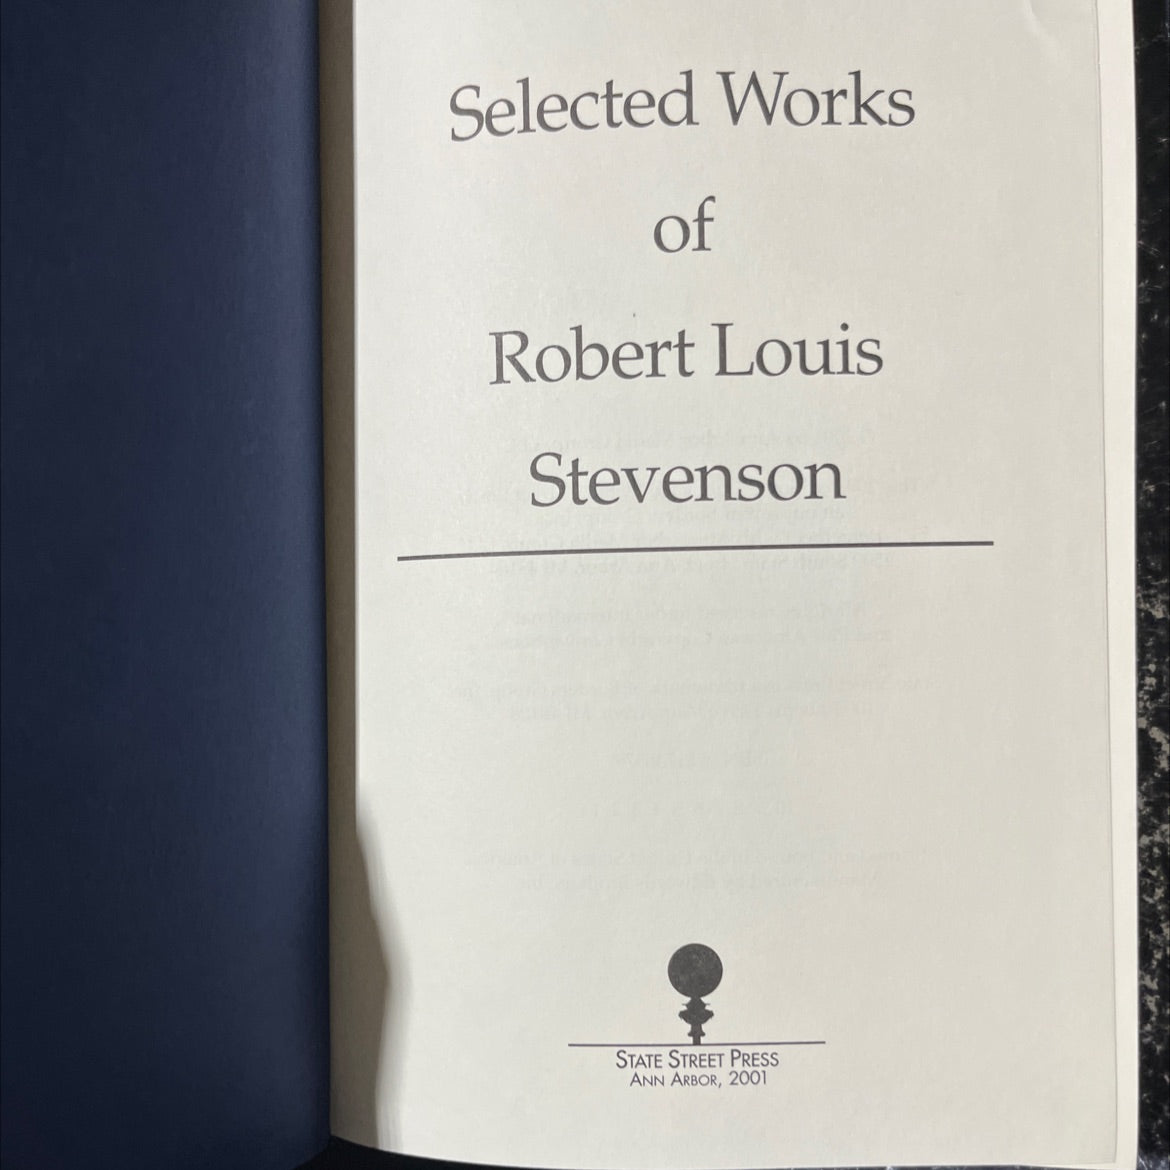 Selected Works
of
Robert Louis
Stevenson
STATE STREET PRESS
ANN ARBOR, 2001